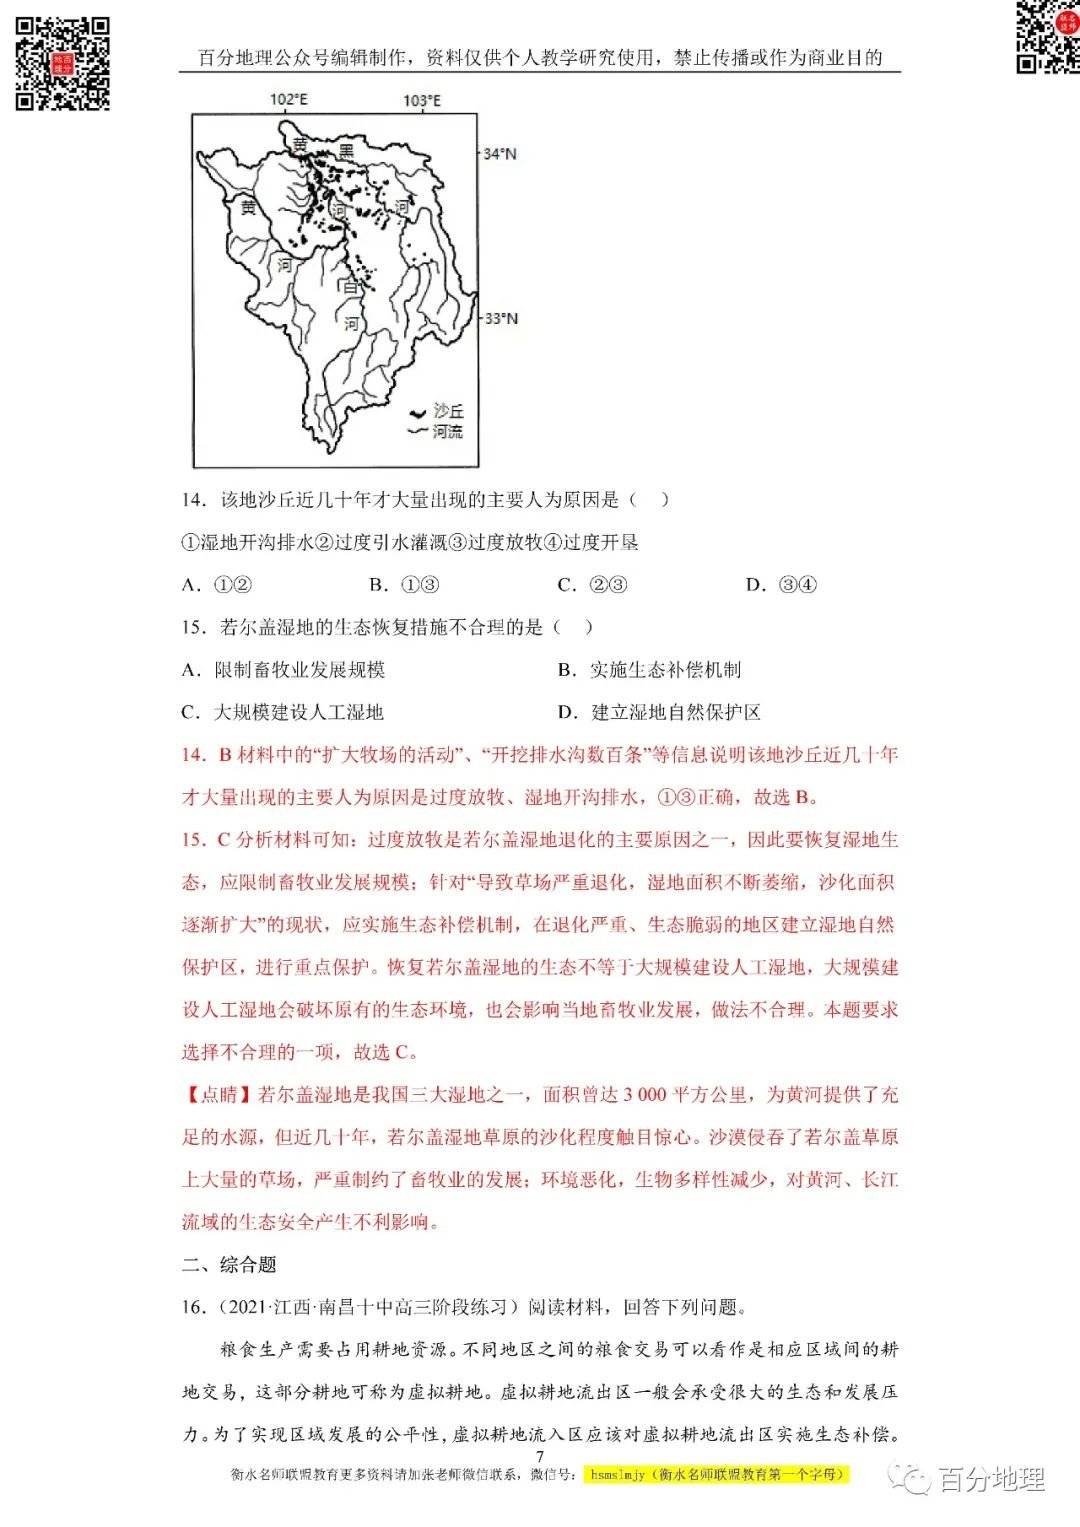 百分地理公众号编辑制作，资料仅供个人教学研究使用，禁止传播或作为商业目的
102°E 103°E
黄 黑
34°N
黄 河 河
河
白
河
33°N
沙丘
河流
14．该地沙丘近几十年才大量出现的主要人为原因是（ ）
①湿地开沟排水②过度引水灌溉③过度放牧④过度开垦
A．①② B．①③ C．②③ D．③④
15．若尔盖湿地的生态恢复措施不合理的是（ ）
A．限制畜牧业发展规模 B．实施生态补偿机制
C．大规模建设人工湿地 D．建立湿地自然保护区
14．B 材料中的“扩大牧场的活动”、“开挖排水沟数百条”等信息说明该地沙丘近几十年
才大量出现的主要人为原因是过度放牧、湿地开沟排水，①③正确，故选 B。
15．C 分析材料可知：过度放牧是若尔盖湿地退化的主要原因之一，因此要恢复湿地生
态，应限制畜牧业发展规模；针对“导致草场严重退化，湿地面积不断萎缩，沙化面积
逐渐扩大”的现状，应实施生态补偿机制，在退化严重、生态脆弱的地区建立湿地自然
保护区，进行重点保护。恢复若尔盖湿地的生态不等于大规模建设人工湿地，大规模建
设人工湿地会破坏原有的生态环境，也会影响当地畜牧业发展，做法不合理。本题要求
选择不合理的一项，故选 C。
【点睛】若尔盖湿地是我国三大湿地之一，面积曾达 3 000 平方公里，为黄河提供了充
足的水源，但近几十年，若尔盖湿地草原的沙化程度触目惊心。沙漠侵吞了若尔盖草原
上大量的草场，严重制约了畜牧业的发展；环境恶化，生物多样性减少，对黄河、长江
流域的生态安全产生不利影响。
二、综合题
16．（2021·江西·南昌十中高三阶段练习）阅读材料，回答下列问题。
粮食生产需要占用耕地资源。不同地区之间的粮食交易可以看作是相应区域间的耕
地交易，这部分耕地可称为虚拟耕地。虚拟耕地流出区一般会承受很大的生态和发展压
力。为了实现区域发展的公平性，虚拟耕地流入区应该对虚拟耕地流出区实施生态补偿。
7
衡水名师联盟教育更多资料请加张老师微信联系，微信号： hsmslmjy（衡水名师联盟教育第一个字母）
百分地理